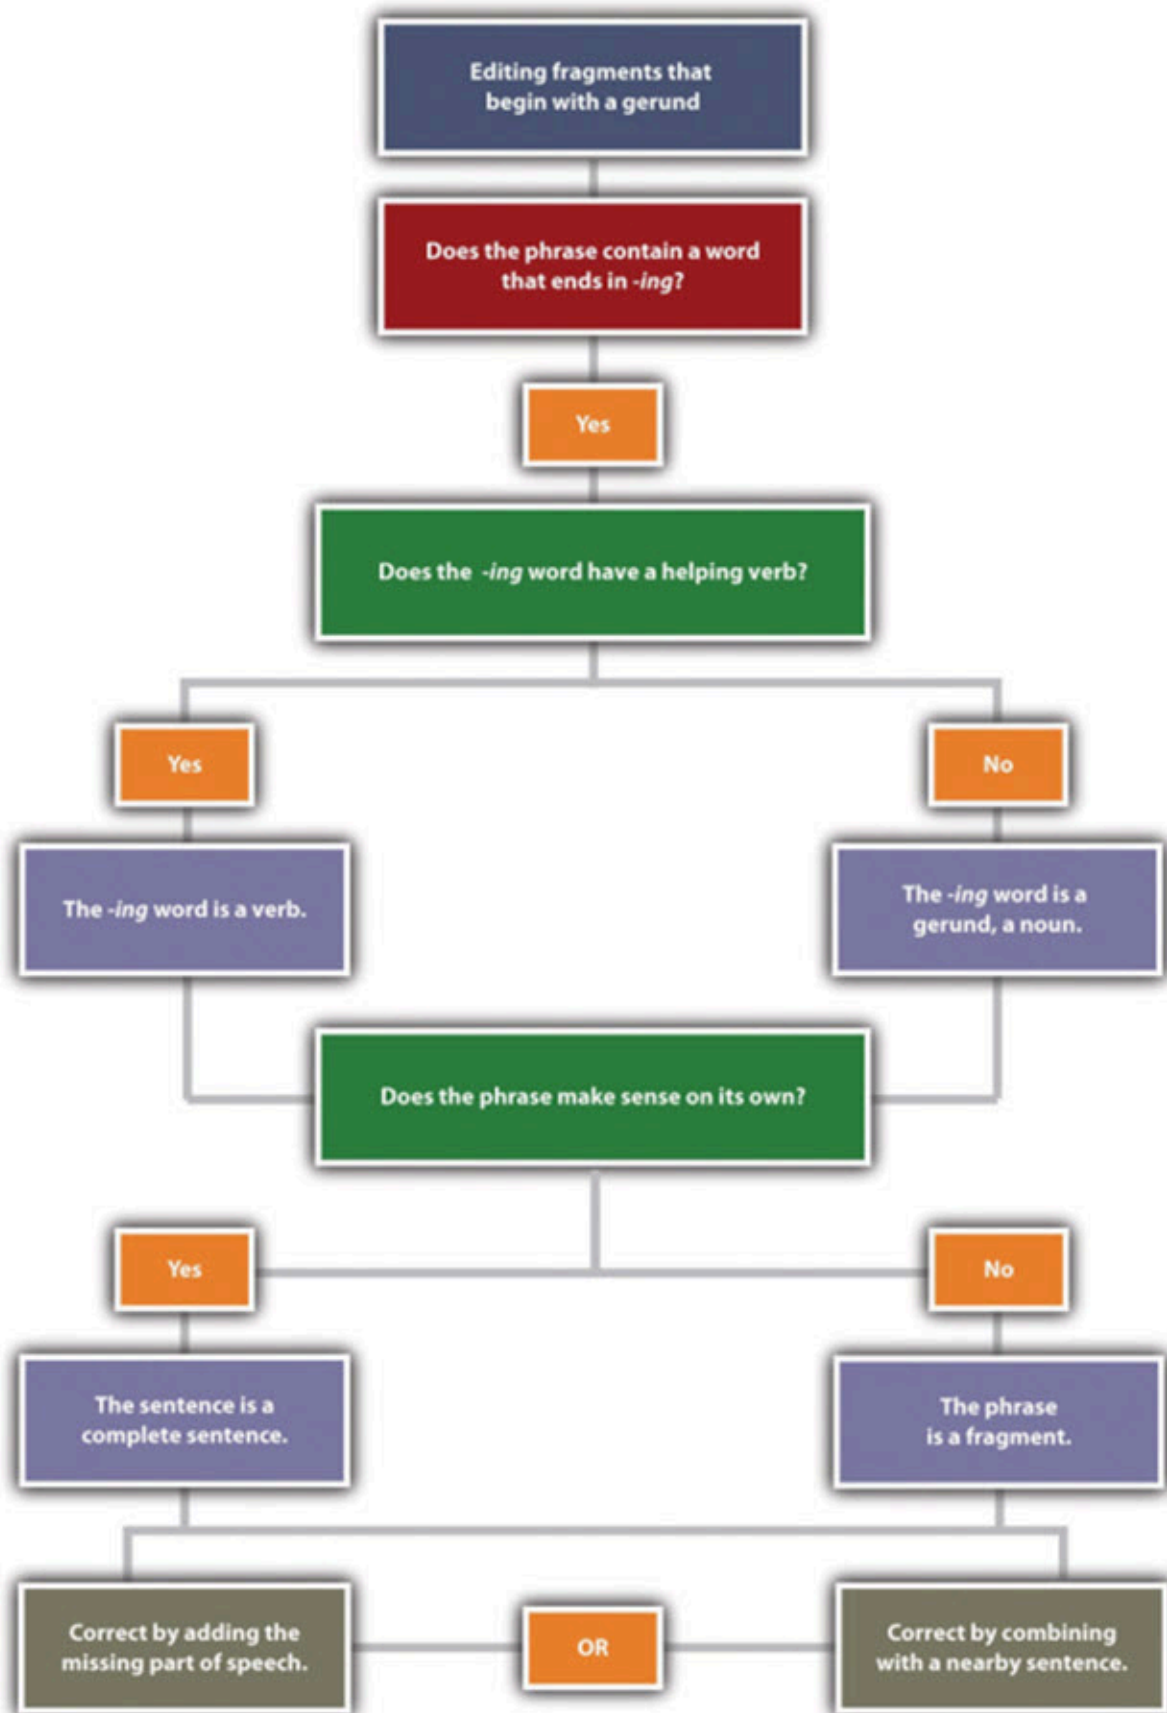 Editing fragments that
begin with a gerund
Does the phrase contain a word
that ends in -ing?
Yes
Does the -ing word have a helping verb?
Yes
No
The -ing word is a verb.
The -ing word is a
gerund, a noun.
Does the phrase make sense on its own?
Yes
No
The sentence is a
complete sentence.
The phrase
is a fragment.
Correct by adding the
missing part of speech.
OR
Correct by combining
with a nearby sentence.